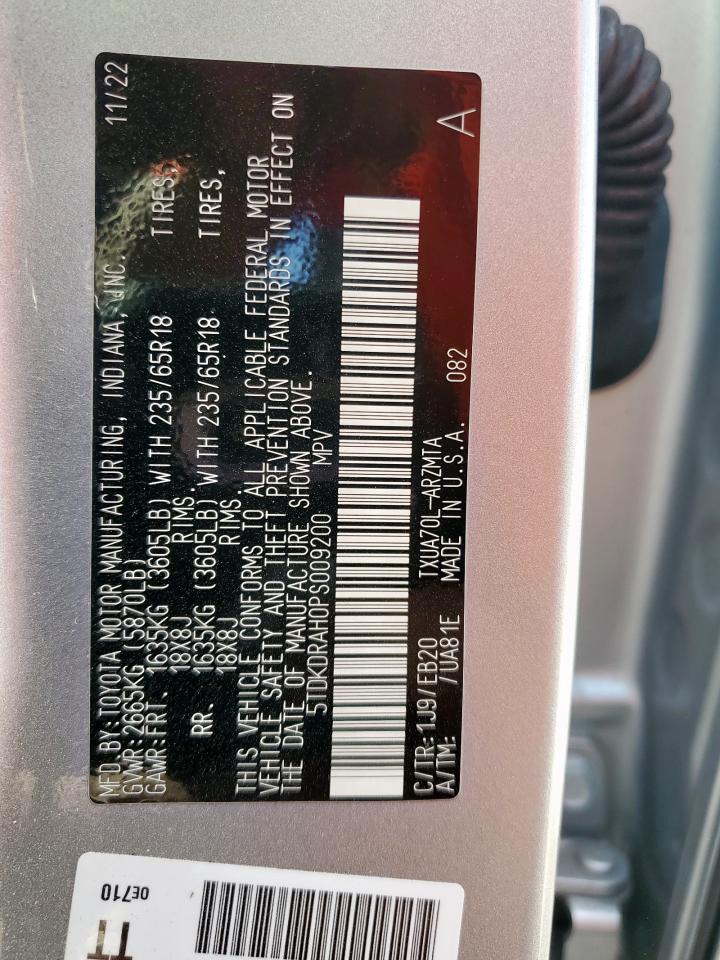 MFD.BY:TOYOTA MOTOR MANUFACTURING, INDIANA, INC. 11/22
GVWR:2665KG (5870LB)
GAWR:FRT. 1635KG (3605LB) WITH 235/65R18 TIRES,
18X8J RIMS.
RR. 1635KG (3605LB) WITH 235/65R18 TIRES,
18X8J RIMS.
THIS VEHICLE CONFORMS TO ALL APPLICABLE FEDERAL MOTOR
VEHICLE SAFETY AND THEFT PREVENTION STANDARDS IN EFFECT ON
THE DATE OF MANUFACTURE SHOWN ABOVE.
5TDKDRAH0PS009200 MPV
C/TR:1J9/EB20 TXUA70L-ARZMTA
A/TM: /UA81E MADE IN U.S.A. 082 A
0E710